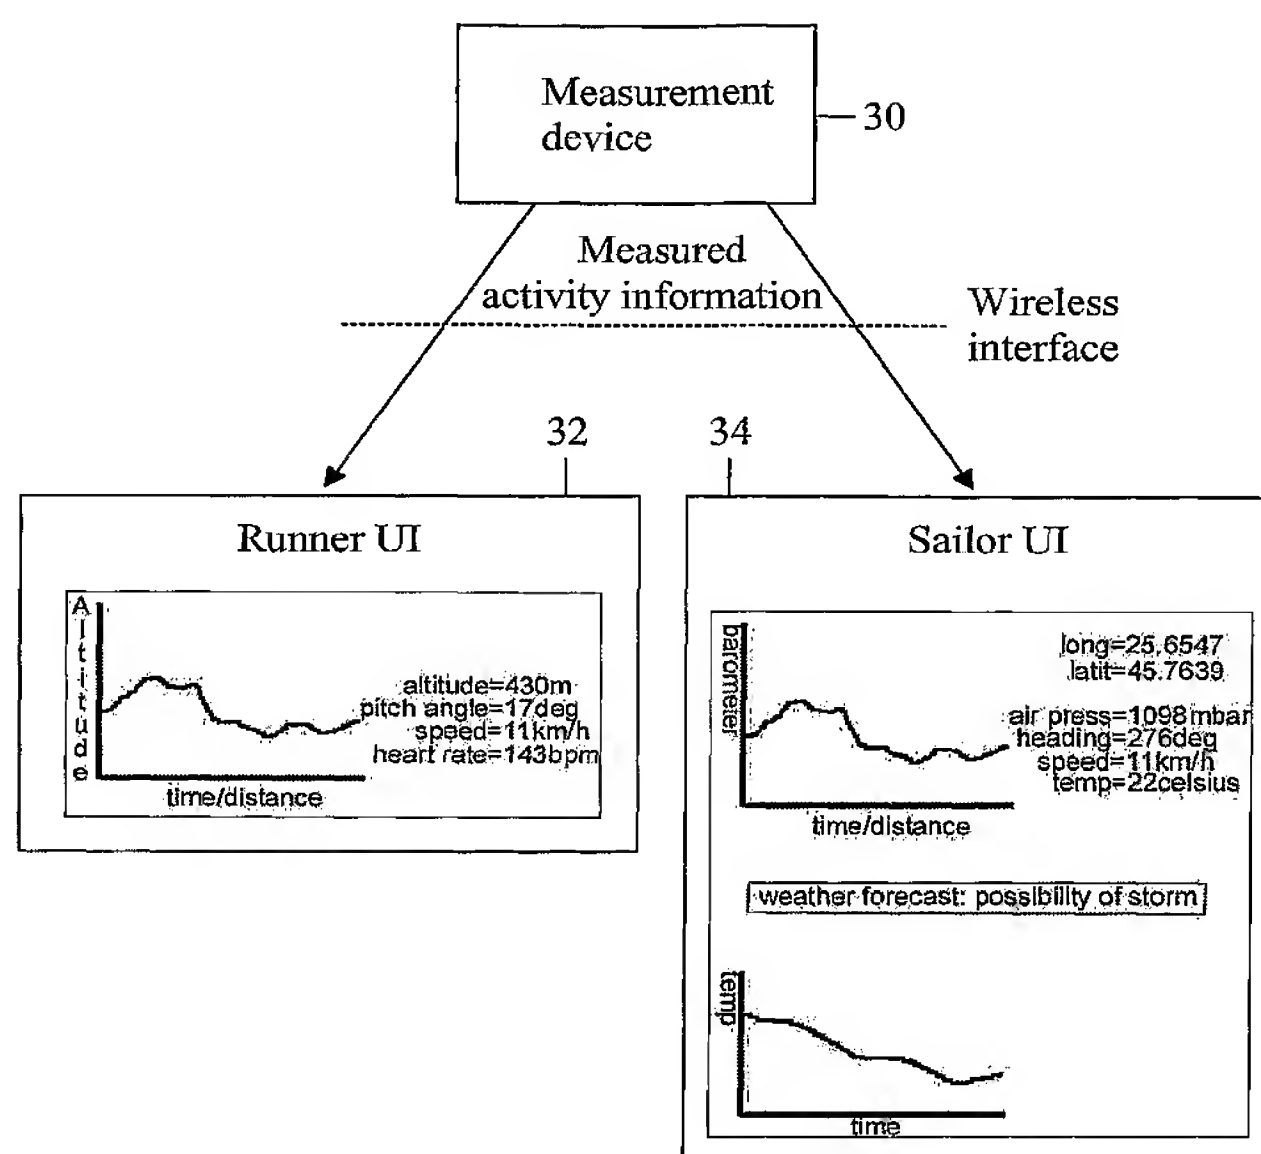 Measurement
device
30
Measured
activity information
Wireless
interface
32
34
Runner UI
Altitude
altitude=430m
pitch angle=17deg
speed=11km/h
heart rate=143bpm
time/distance
Sailor UI
barometer
long=25.6547
latit=45.7639
air press=1098mbar
heading=276deg
speed=11km/h
temp=22celsius
time/distance
weather forecast: possibility of storm
temp
time